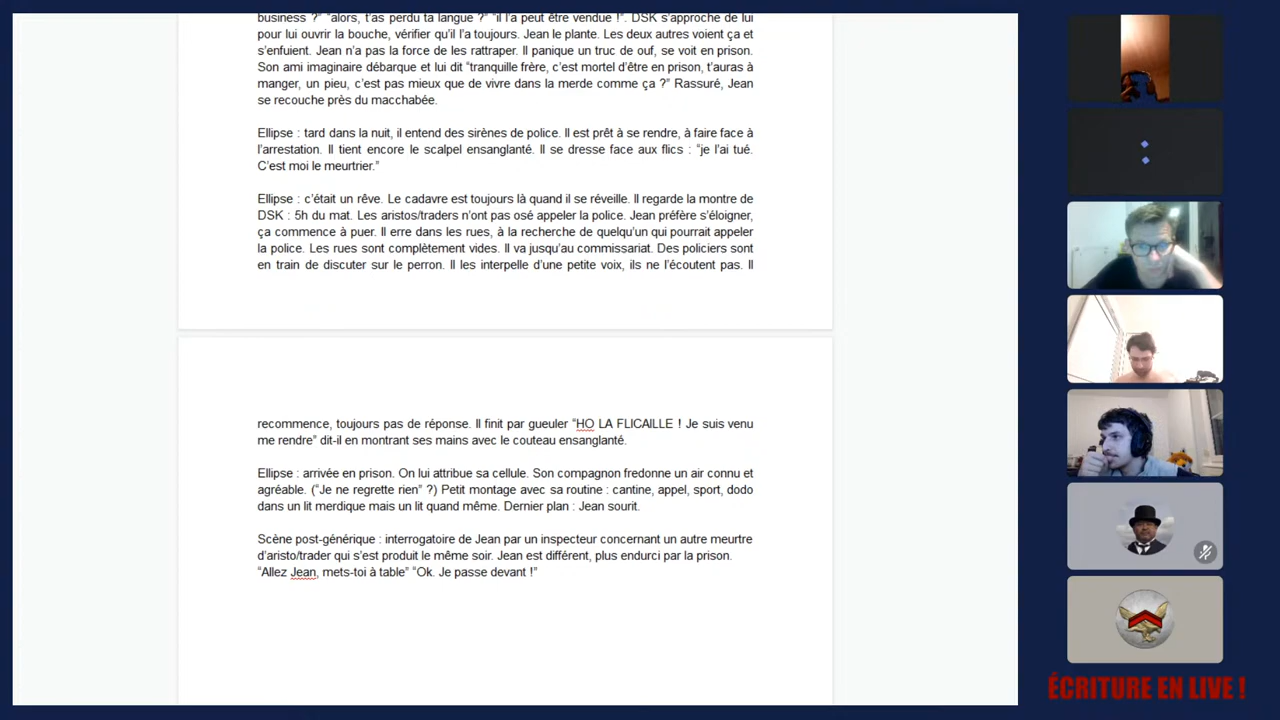 business ?" "alors, t'as perdu ta langue ?" "il l'a peut être vendue !". DSK s'approche de lui
pour lui ouvrir la bouche, vérifier qu'il l'a toujours. Jean le plante. Les deux autres voient ça et
s'enfuient. Jean n'a pas la force de les rattraper. Il panique un truc de ouf, se voit en prison.
Son ami imaginaire débarque et lui dit "tranquille frère, c'est mortel d'être en prison, t'auras à
manger, un pieu, c'est pas mieux que de vivre dans la merde comme ça ?" Rassuré, Jean
se recouche près du macchabée.
Ellipse : tard dans la nuit, il entend des sirènes de police. Il est prêt à se rendre, à faire face à
l'arrestation. Il tient encore le scalpel ensanglanté. Il se dresse face aux flics : "je l'ai tué.
C'est moi le meurtrier."
Ellipse : c'était un rêve. Le cadavre est toujours là quand il se réveille. Il regarde la montre de
DSK : 5h du mat. Les aristos/traders n'ont pas osé appeler la police. Jean préfère s'éloigner,
ça commence à puer. Il erre dans les rues, à la recherche de quelqu'un qui pourrait appeler
la police. Les rues sont complètement vides. Il va jusqu'au commissariat. Des policiers sont
en train de discuter sur le perron. Il les interpelle d'une petite voix, ils ne l'écoutent pas. Il
recommence, toujours pas de réponse. Il finit par gueuler "HO LA FLICAILLE ! Je suis venu
me rendre" dit-il en montrant ses mains avec le couteau ensanglanté.
Ellipse : arrivée en prison. On lui attribue sa cellule. Son compagnon fredonne un air connu et
agréable. ("Je ne regrette rien" ?) Petit montage avec sa routine : cantine, appel, sport, dodo
dans un lit merdique mais un lit quand même. Dernier plan : Jean sourit.
Scène post-générique : interrogatoire de Jean par un inspecteur concernant un autre meurtre
d'aristo/trader qui s'est produit le même soir. Jean est différent, plus endurci par la prison.
"Allez Jean, mets-toi à table" "Ok. Je passe devant !"
ÉCRITURE EN LIVE !